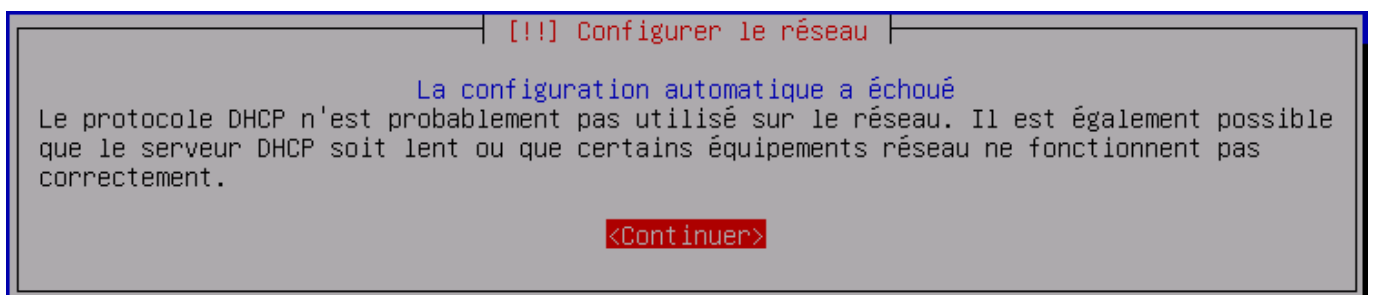 [!!] Configurer le réseau
La configuration automatique a échoué
Le protocole DHCP n'est probablement pas utilisé sur le réseau. Il est également possible
que le serveur DHCP soit lent ou que certains équipements réseau ne fonctionnent pas
correctement.
<Continuer>